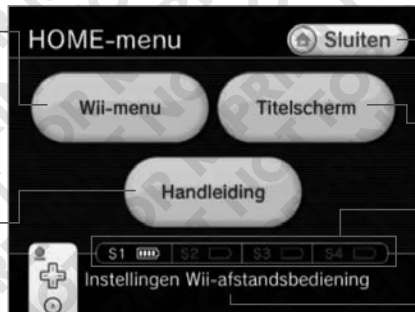 HOME-menu
Sluiten
Wii-menu
Titelscherm
Handleiding
S1 S2 S3 S4
Instellingen Wii-afstandsbediening